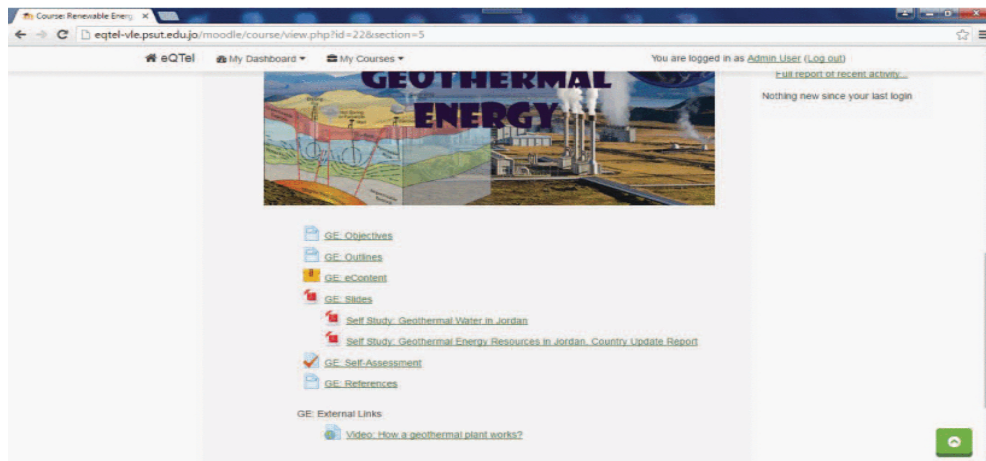 Course: Renewable Energ
eqtel-vle.psut.edu.jo/moodle/course/view.php?id=22&section=5
eQTel My Dashboard My Courses You are logged in as Admin User (Log out)
Full report of recent activity...
Nothing new since your last login
GEOTHERMAL
ENERGY
GE: Objectives
GE: Outlines
GE: eContent
GE: Slides
Self Study: Geothermal Water in Jordan
Self Study: Geothermal Energy Resources in Jordan, Country Update Report
GE: Self-Assessment
GE: References
GE: External Links
Video: How a geothermal plant works?